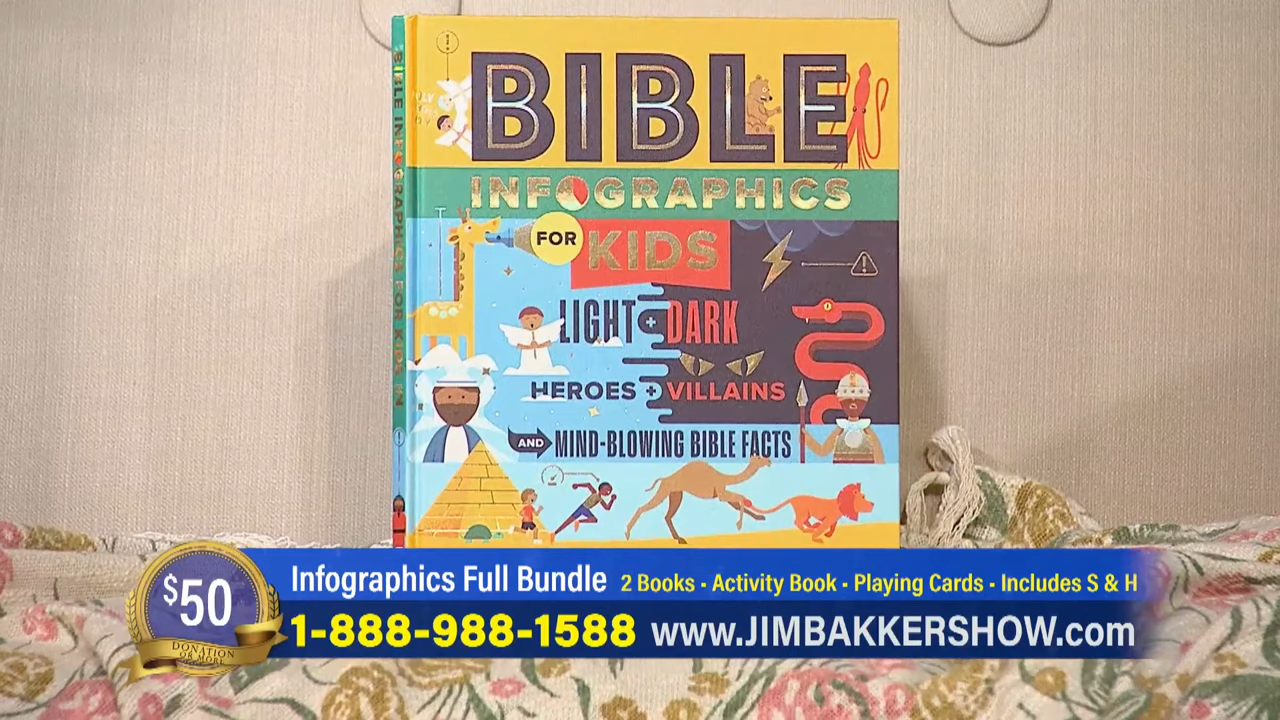 BIBLE
INFOGRAPHICS
FOR KIDS
LIGHT + DARK
HEROES + VILLAINS
AND MIND-BLOWING BIBLE FACTS
BIBLE INFOGRAPHICS FOR KIDS
$50
DONATION
OR MORE
Infographics Full Bundle 2 Books - Activity Book - Playing Cards - Includes S & H
1-888-988-1588 www.JIMBAKKERSHOW.com